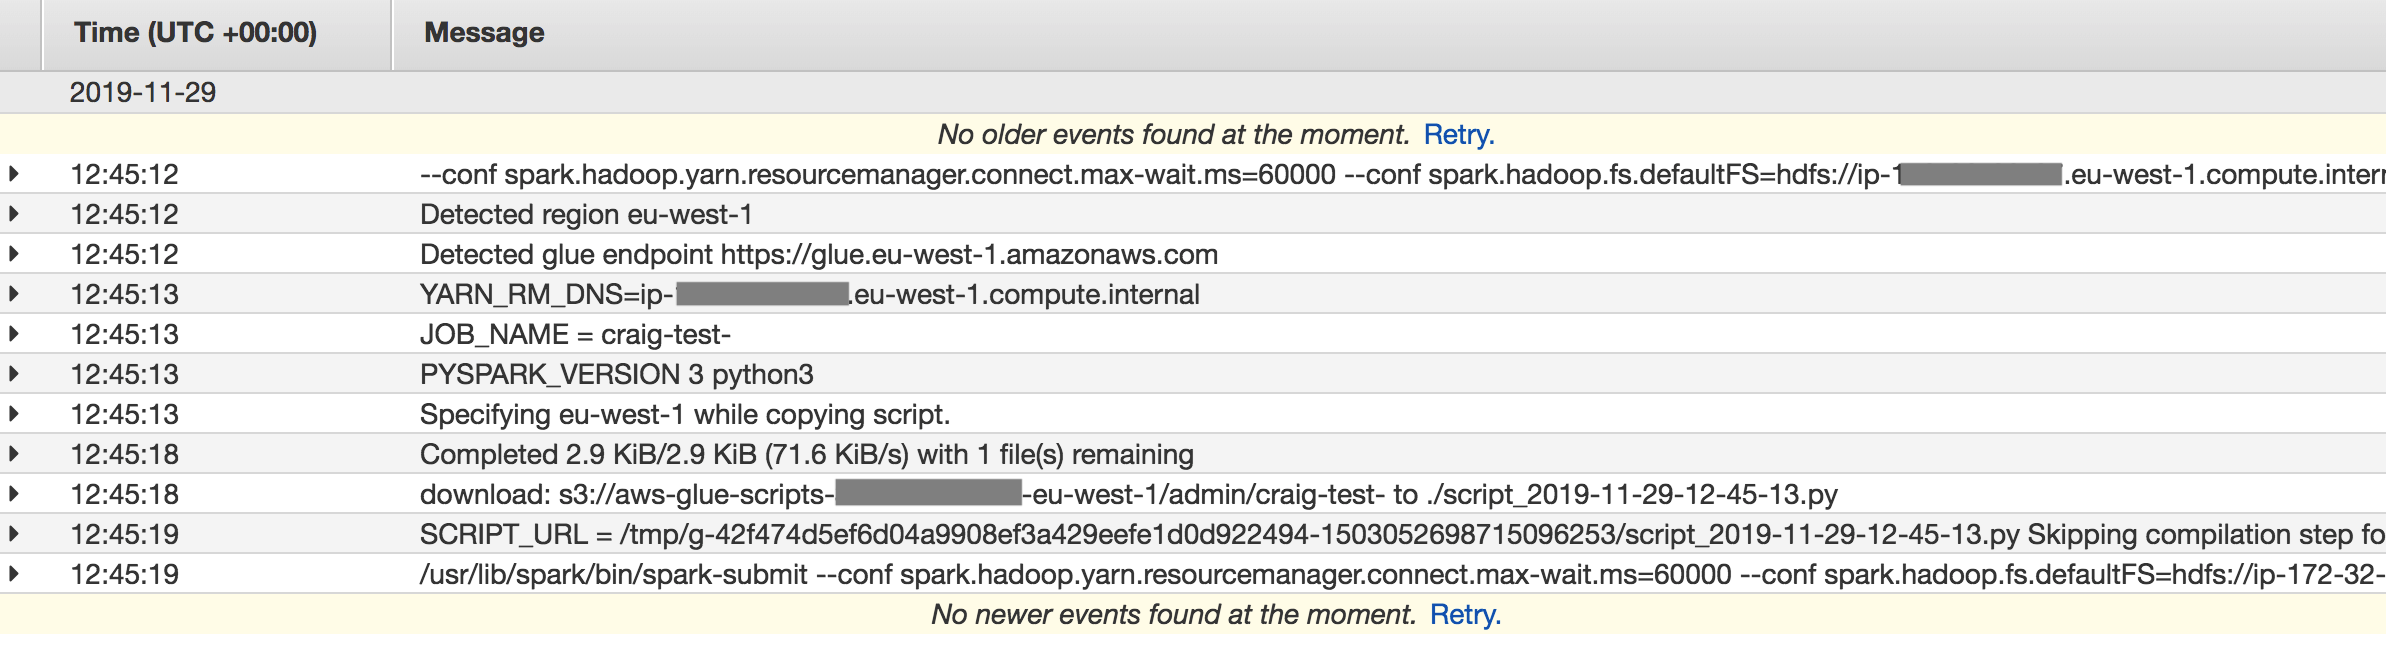 Time (UTC +00:00) Message
2019-11-29
No older events found at the moment. Retry.
12:45:12 --conf spark.hadoop.yarn.resourcemanager.connect.max-wait.ms=60000 --conf spark.hadoop.fs.defaultFS=hdfs://ip-1 .eu-west-1.compute.intern
12:45:12 Detected region eu-west-1
12:45:12 Detected glue endpoint https://glue.eu-west-1.amazonaws.com
12:45:13 YARN_RM_DNS=ip- .eu-west-1.compute.internal
12:45:13 JOB_NAME = craig-test-
12:45:13 PYSPARK_VERSION 3 python3
12:45:13 Specifying eu-west-1 while copying script.
12:45:18 Completed 2.9 KiB/2.9 KiB (71.6 KiB/s) with 1 file(s) remaining
12:45:18 download: s3://aws-glue-scripts- -eu-west-1/admin/craig-test- to ./script_2019-11-29-12-45-13.py
12:45:19 SCRIPT_URL = /tmp/g-42f474d5ef6d04a9908ef3a429eefe1d0d922494-1503052698715096253/script_2019-11-29-12-45-13.py Skipping compilation step fo
12:45:19 /usr/lib/spark/bin/spark-submit --conf spark.hadoop.yarn.resourcemanager.connect.max-wait.ms=60000 --conf spark.hadoop.fs.defaultFS=hdfs://ip-172-32-
No newer events found at the moment. Retry.